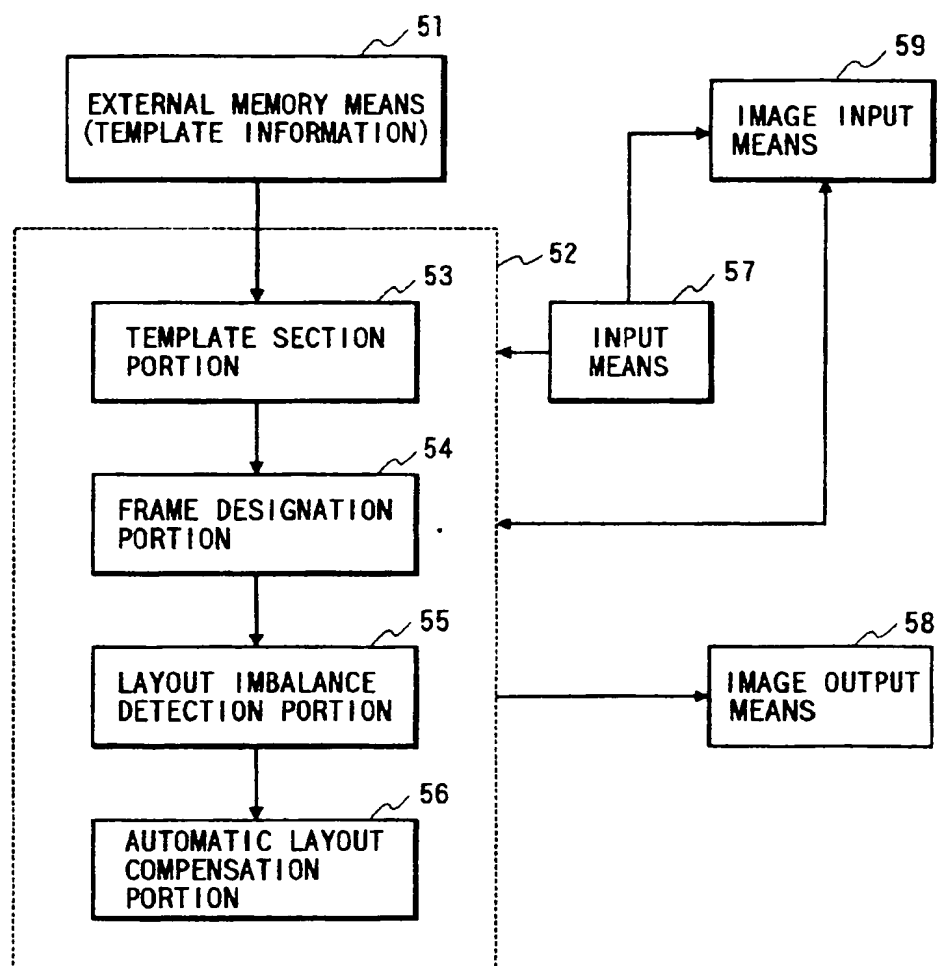 51
EXTERNAL MEMORY MEANS
(TEMPLATE INFORMATION)
59
IMAGE INPUT
MEANS
52
53
TEMPLATE SECTION
PORTION
57
INPUT
MEANS
54
FRAME DESIGNATION
PORTION
55
LAYOUT IMBALANCE
DETECTION PORTION
58
IMAGE OUTPUT
MEANS
56
AUTOMATIC LAYOUT
COMPENSATION
PORTION